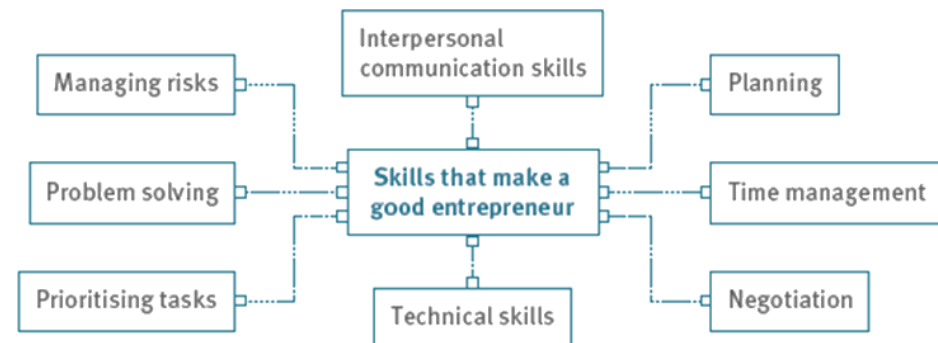 Interpersonal
communication skills
Managing risks
Planning
Problem solving
Skills that make a
good entrepreneur
Time management
Prioritising tasks
Technical skills
Negotiation